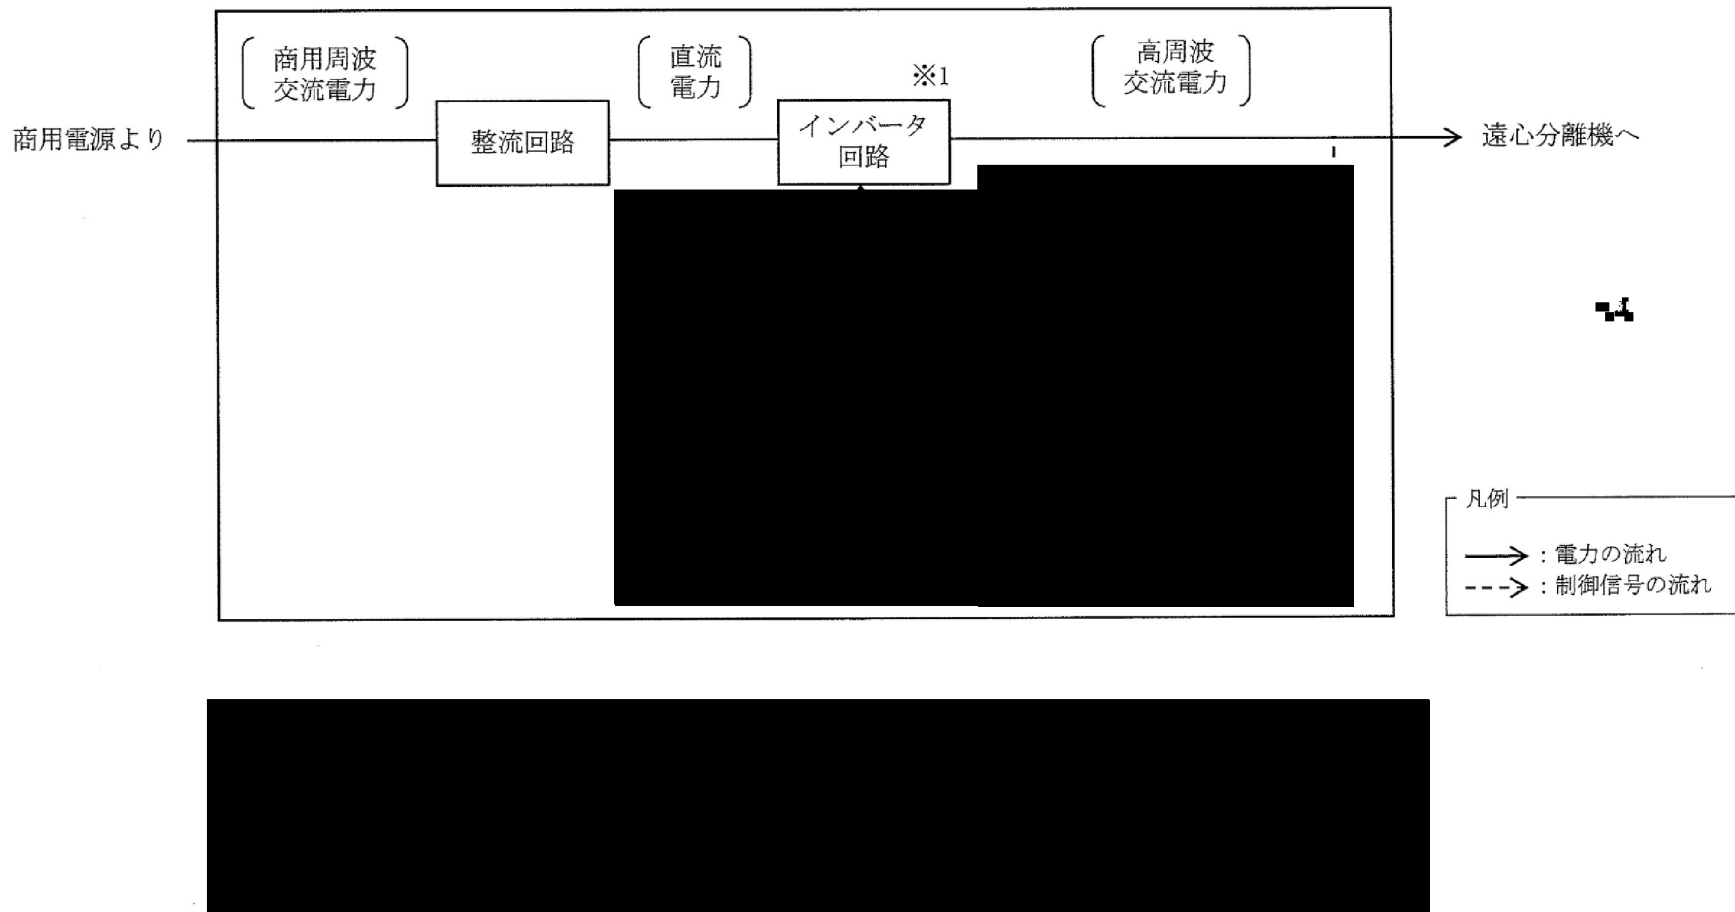 商用周波
交流電力
直流
電力
※1
高周波
交流電力
商用電源より
整流回路
インバータ
回路
遠心分離機へ
凡例
：電力の流れ
：制御信号の流れ